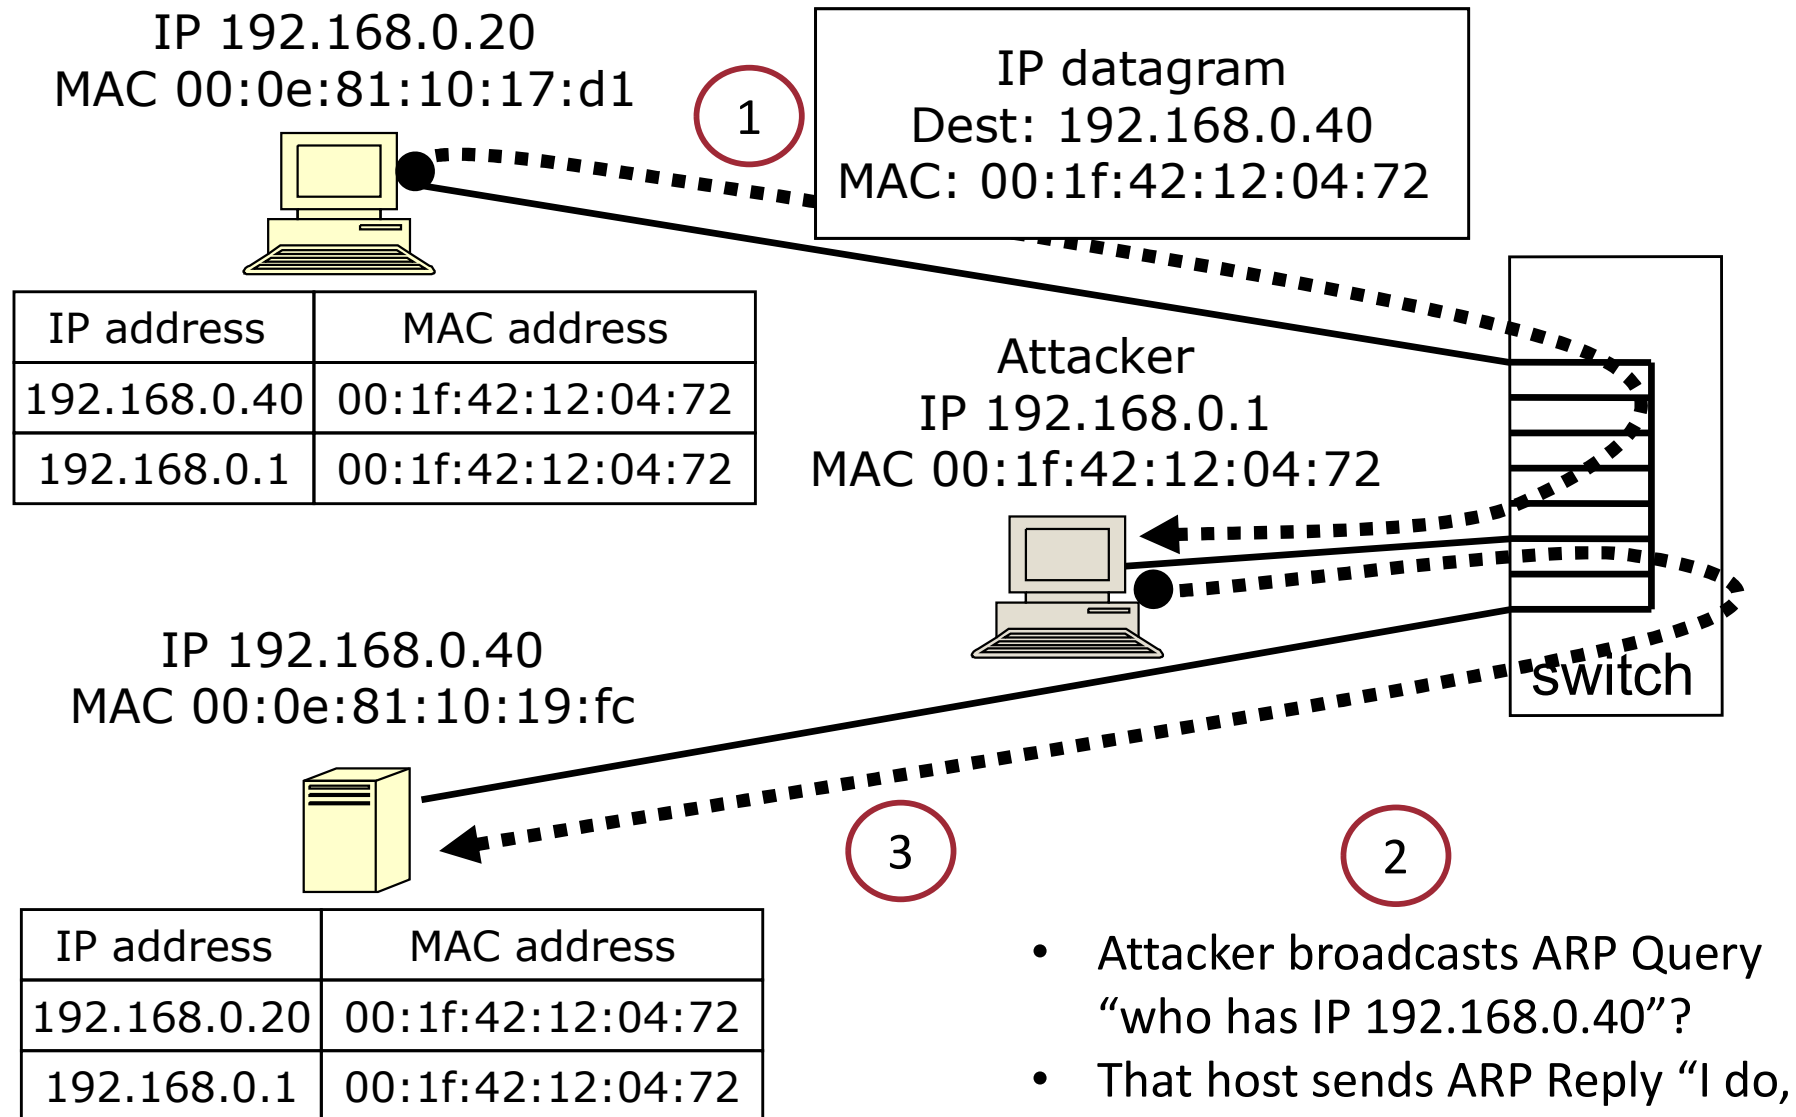 IP 192.168.0.20
MAC 00:0e:81:10:17:d1
1
IP datagram
Dest: 192.168.0.40
MAC: 00:1f:42:12:04:72
IP address MAC address
192.168.0.40 00:1f:42:12:04:72
192.168.0.1 00:1f:42:12:04:72
Attacker
IP 192.168.0.1
MAC 00:1f:42:12:04:72
switch
IP 192.168.0.40
MAC 00:0e:81:10:19:fc
3
2
IP address MAC address
192.168.0.20 00:1f:42:12:04:72
192.168.0.1 00:1f:42:12:04:72
• Attacker broadcasts ARP Query
“who has IP 192.168.0.40”?
• That host sends ARP Reply “I do,